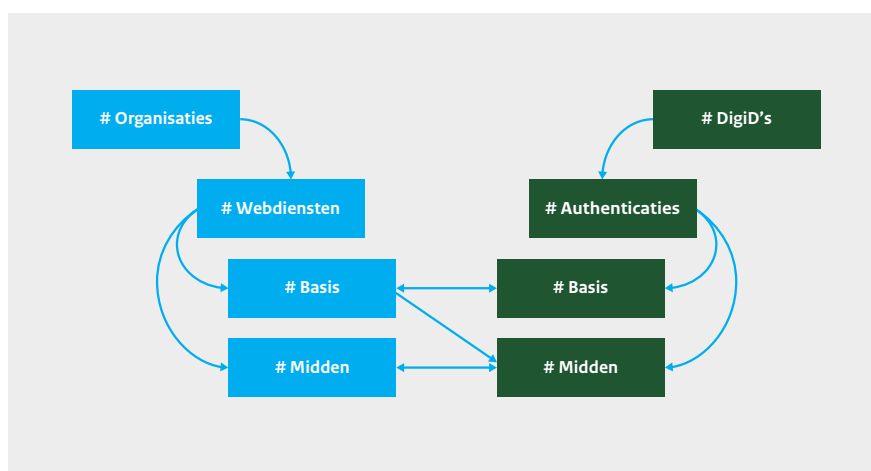 # Organisaties
# DigiD’s
# Webdiensten
# Authenticaties
# Basis
# Basis
# Midden
# Midden